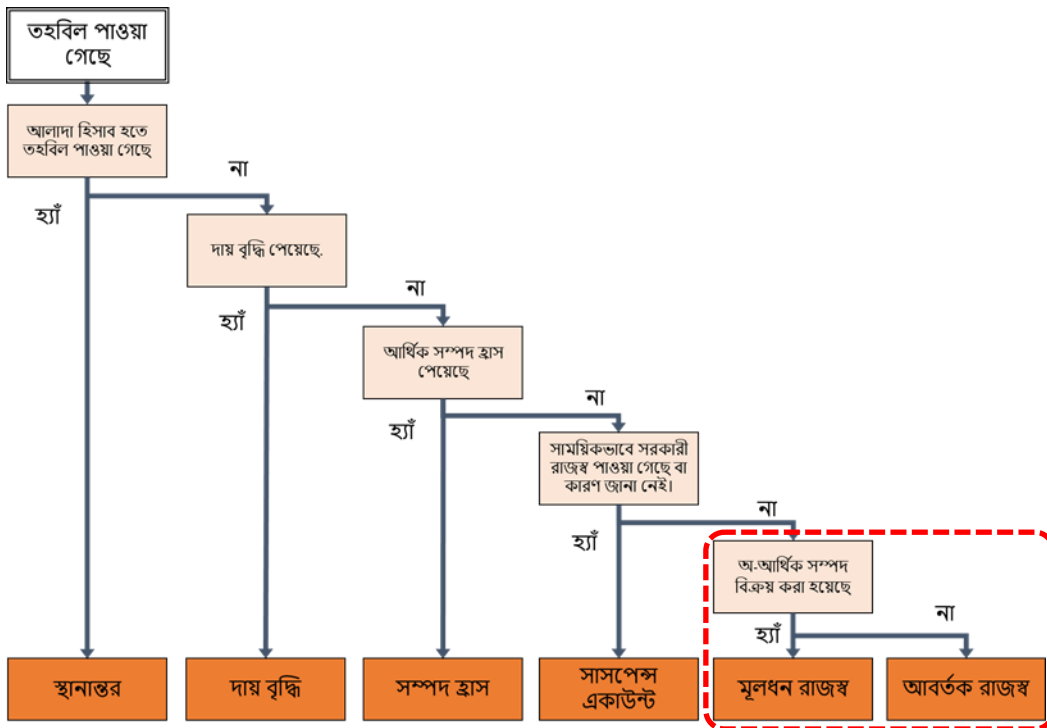 তহবিল পাওয়া
গেছে
আলাদা হিসাব হতে
তহবিল পাওয়া গেছে
না
হ্যাঁ
দায় বৃদ্ধি পেয়েছে.
না
হ্যাঁ
আর্থিক সম্পদ হ্রাস
পেয়েছে
না
হ্যাঁ
সাময়িকভাবে সরকারী
রাজস্ব পাওয়া গেছে বা
কারণ জানা নেই।
না
হ্যাঁ
অ-আর্থিক সম্পদ
বিক্রয় করা হয়েছে
না
হ্যাঁ
স্থানান্তর
দায় বৃদ্ধি
সম্পদ হ্রাস
সাসপেন্স
একাউন্ট
মূলধন রাজস্ব
আবর্তক রাজস্ব